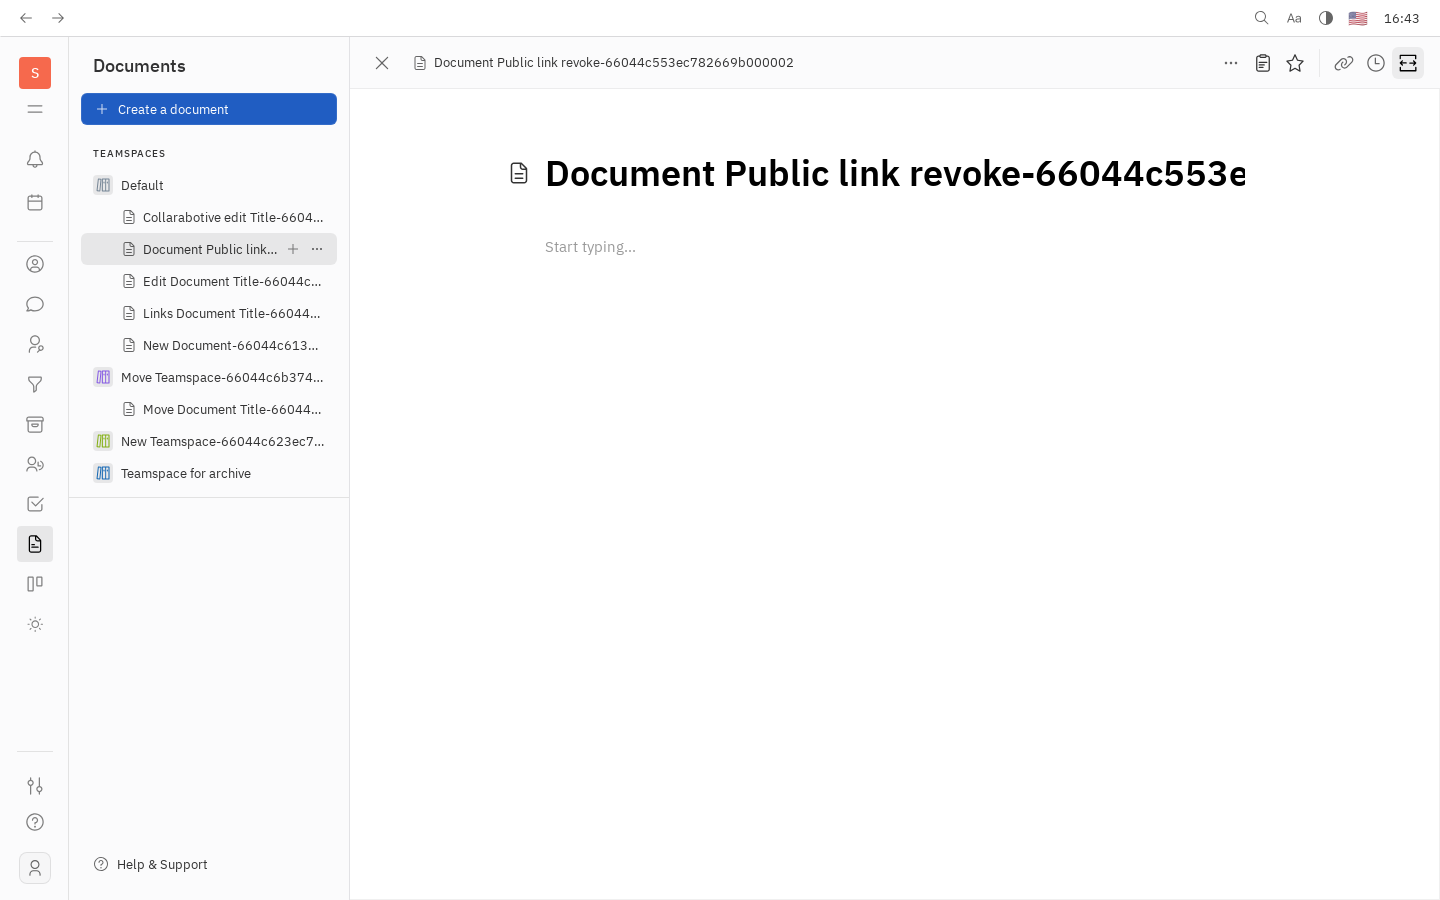 Aa
16:43
S
Documents
Create a document
TEAMSPACES
Default
Collarabotive edit Title-6604...
Document Public link...
Edit Document Title-66044c...
Links Document Title-66044...
New Document-66044c613...
Move Teamspace-66044c6b374...
Move Document Title-66044...
New Teamspace-66044c623ec7...
Teamspace for archive
Help & Support
Document Public link revoke-66044c553ec782669b000002
Document Public link revoke-66044c553e
Start typing...